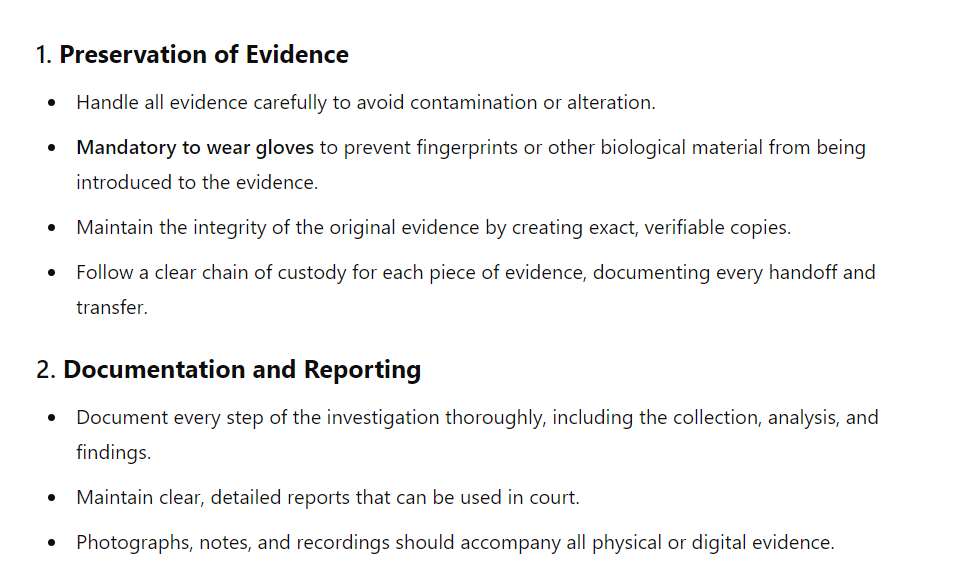 1. Preservation of Evidence
• Handle all evidence carefully to avoid contamination or alteration.
• Mandatory to wear gloves to prevent fingerprints or other biological material from being
introduced to the evidence.
• Maintain the integrity of the original evidence by creating exact, verifiable copies.
• Follow a clear chain of custody for each piece of evidence, documenting every handoff and
transfer.
2. Documentation and Reporting
• Document every step of the investigation thoroughly, including the collection, analysis, and
findings.
• Maintain clear, detailed reports that can be used in court.
• Photographs, notes, and recordings should accompany all physical or digital evidence.